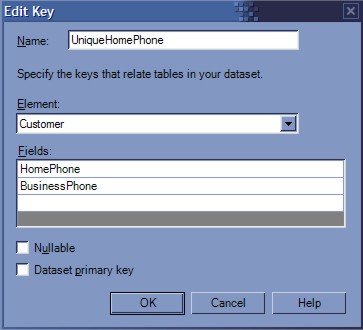 Edit Key
Name: UniqueHomePhone
Specify the keys that relate tables in your dataset.
Element:
Customer
Fields:
HomePhone
BusinessPhone
Nullable
Dataset primary key
OK Cancel Help